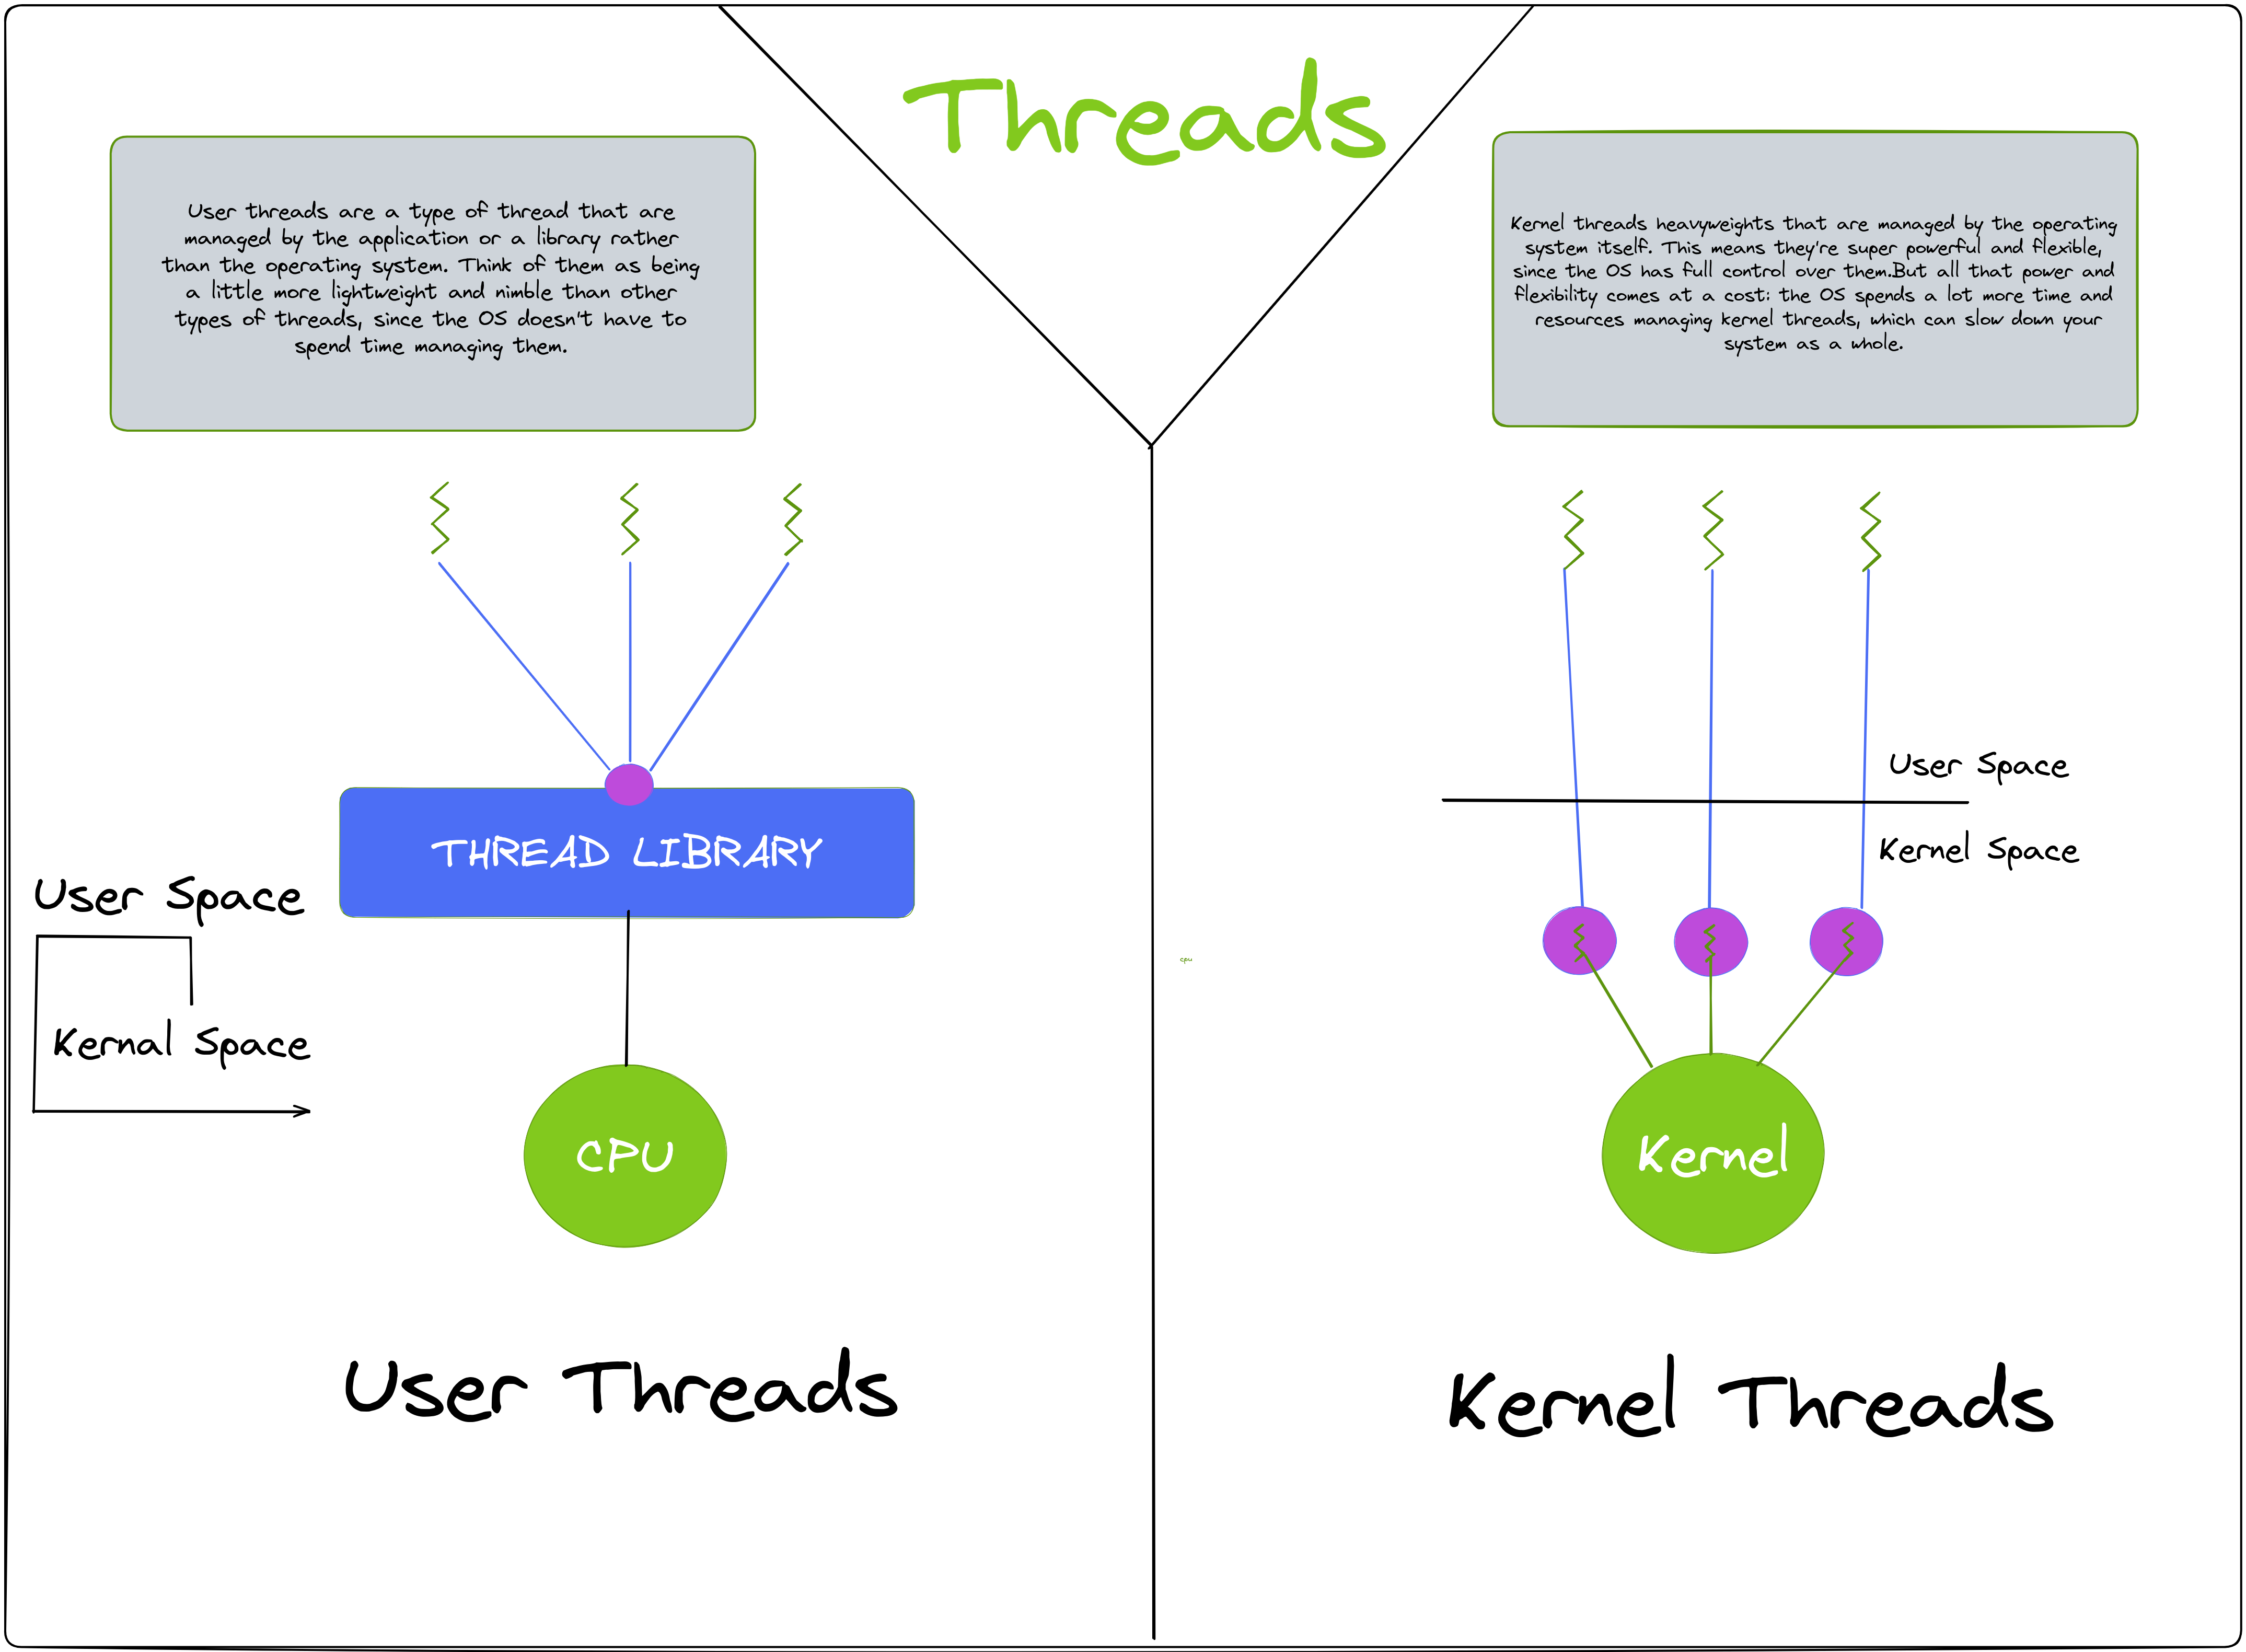 Threads
User threads are a type of thread that are
managed by the application or a library rather
than the operating system. Think of them as being
a little more lightweight and nimble than other
types of threads, since the OS doesn't have to
spend time managing them.
THREAD LIBRARY
User Space
Kernal Space
CPU
User Threads
Kernel threads heavyweights that are managed by the operating
system itself. This means they're super powerful and flexible,
since the OS has full control over them..But all that power and
flexibility comes at a cost: the OS spends a lot more time and
resources managing kernel threads, which can slow down your
system as a whole.
User Space
Kernel Space
cpu
Kernel
Kernel Threads